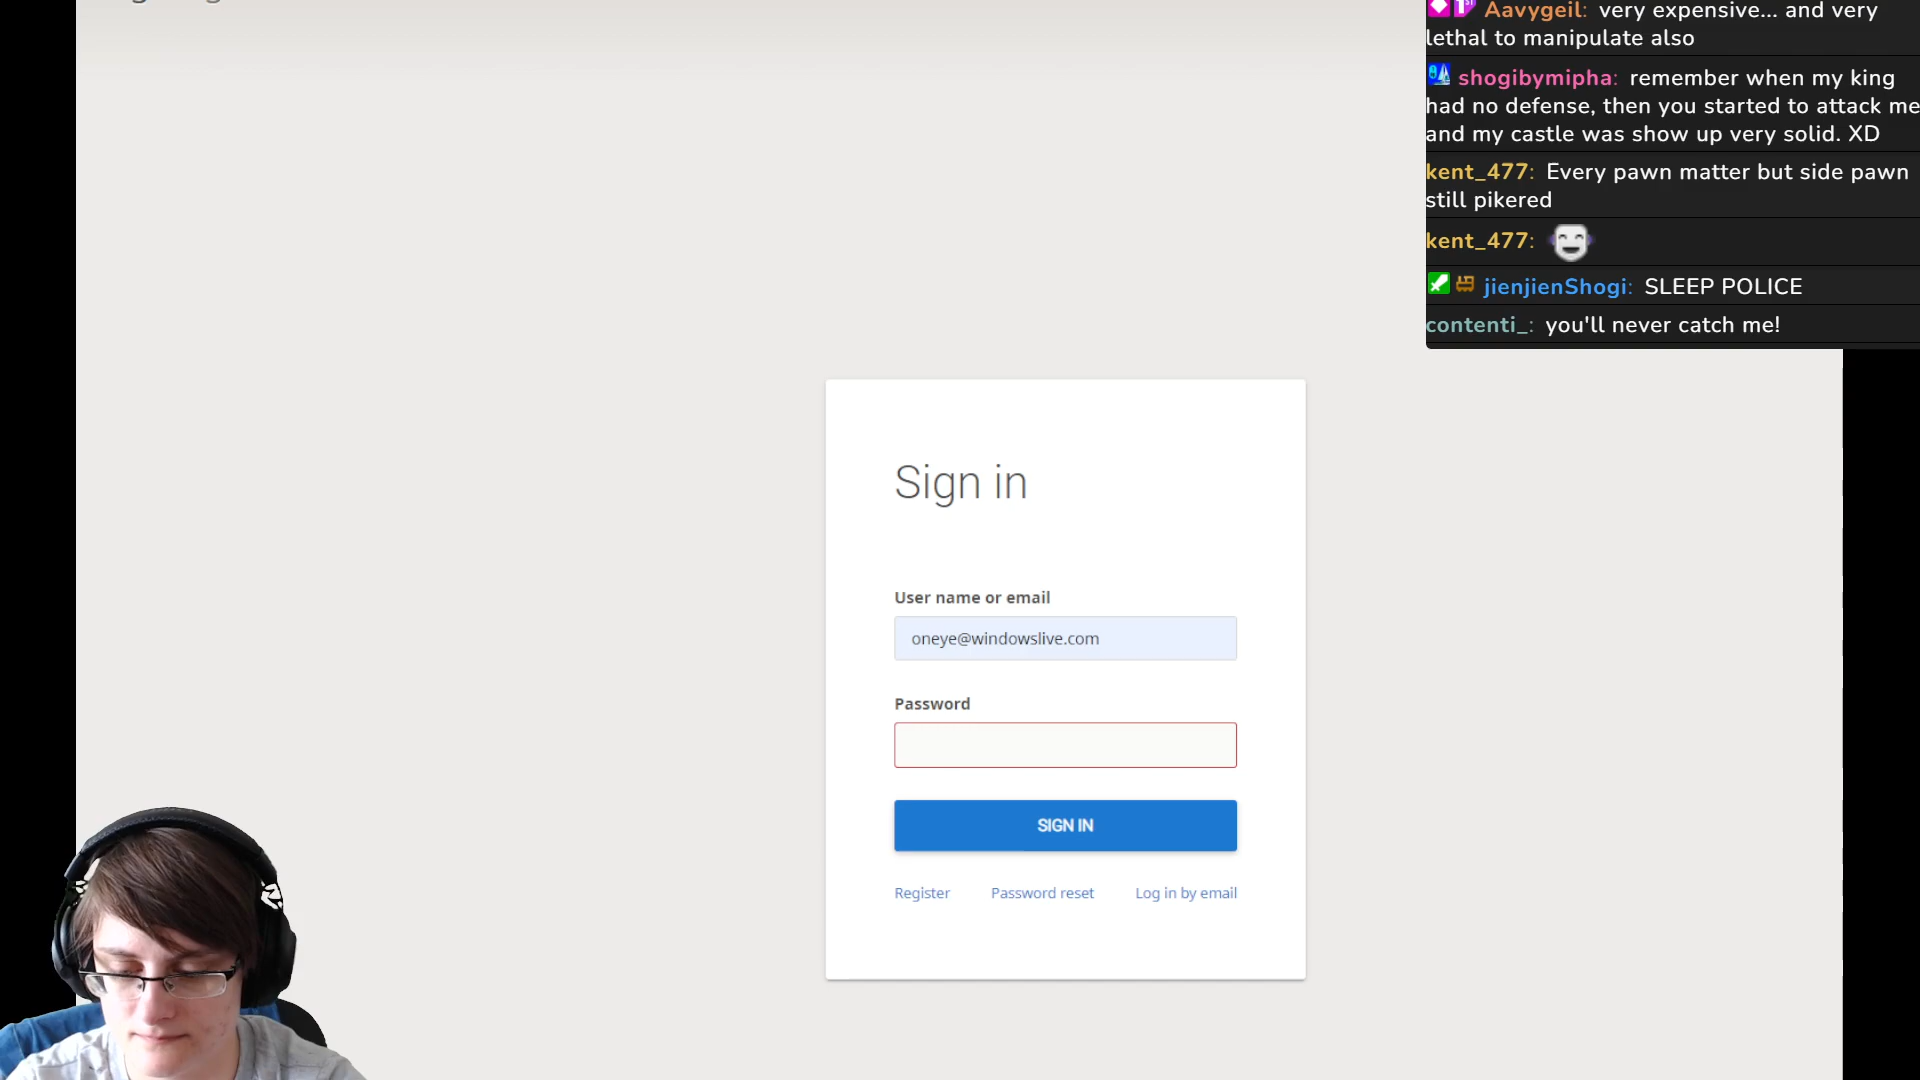 Aavygeil: very expensive... and very
lethal to manipulate also
shogibymipha: remember when my king
had no defense, then you started to attack me
and my castle was show up very solid. XD
kent_477: Every pawn matter but side pawn
still pikered
kent_477:
jienjienShogi: SLEEP POLICE
contenti_: you'll never catch me!
Sign in
User name or email
oneye@windowslive.com
Password
SIGN IN
Register Password reset Log in by email